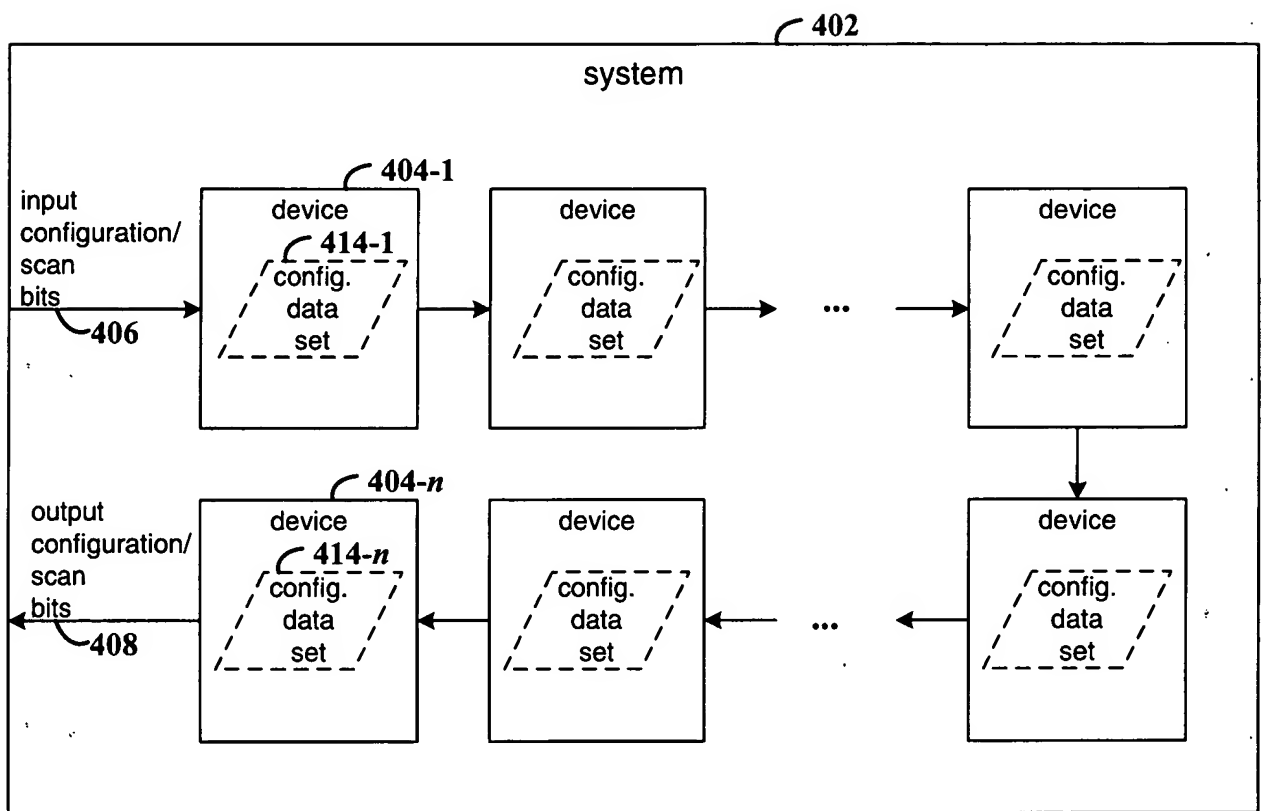 402
system
404-1
input
configuration/
scan
bits
406
device
414-1
config.
data
set
device
config.
data
set
...
device
config.
data
set
404-n
output
configuration/
scan
bits
408
device
414-n
config.
data
set
device
config.
data
set
...
device
config.
data
set